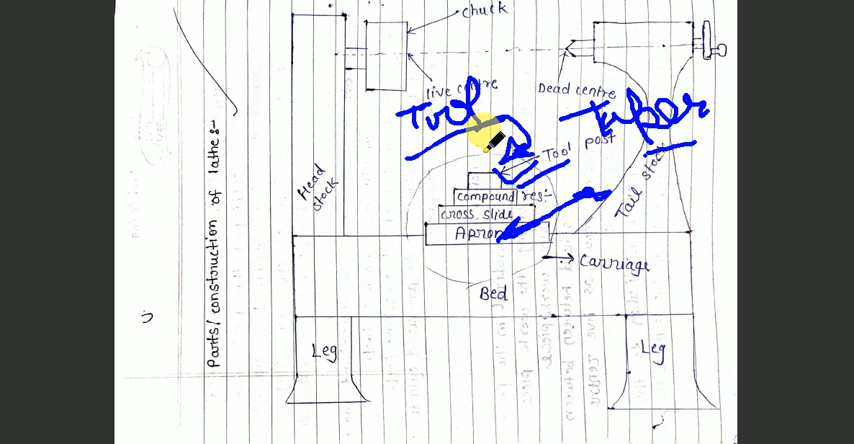 Parts/construction of lathe :-
chuck
live centre
Dead centre
Tool
Taper
Tool post
Head stock
Tail stock
compound res:-
cross slide
Apron
Carriage
Bed
Leg
Leg